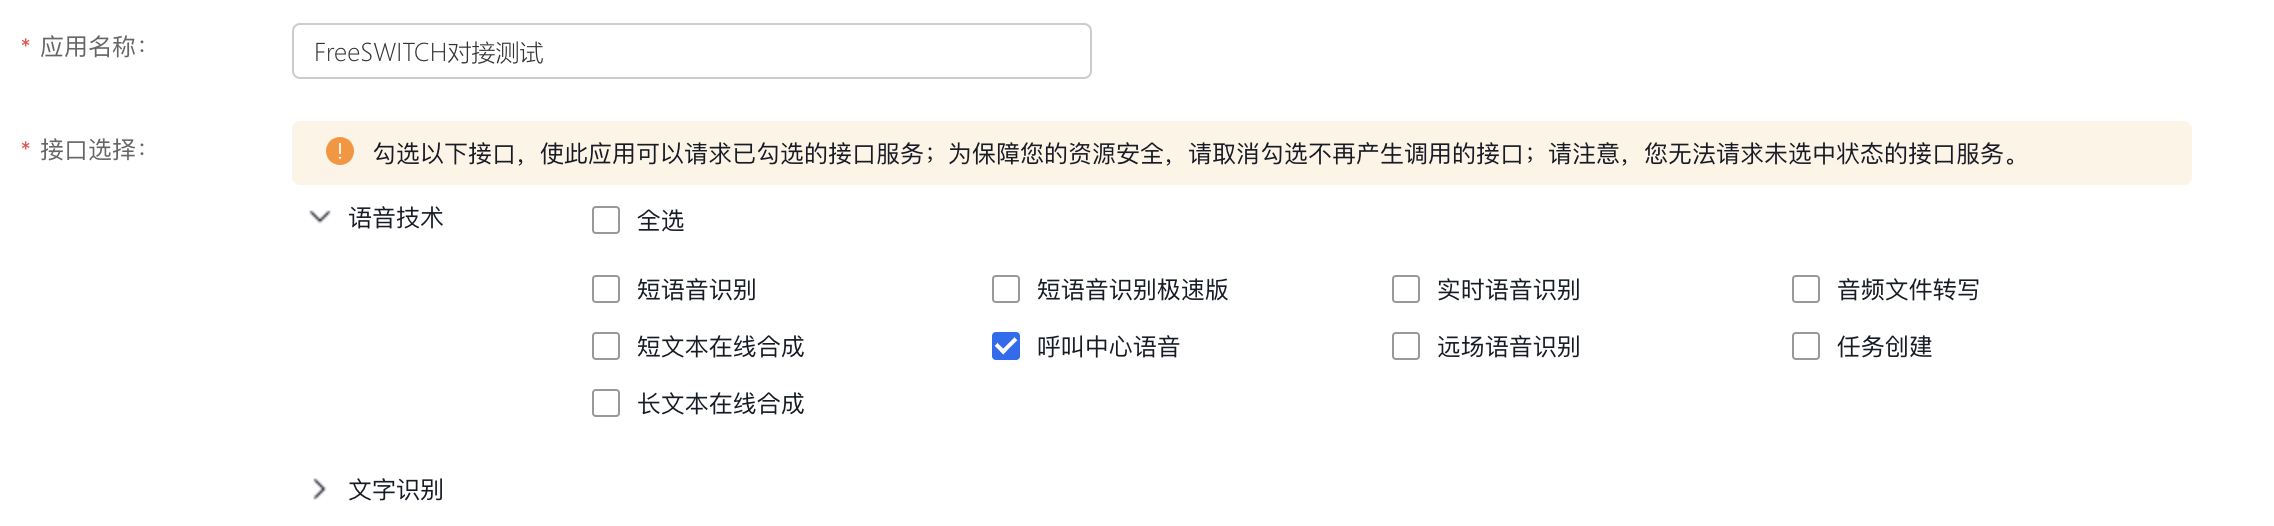 * 应用名称：
FreeSWITCH对接测试
* 接口选择：
勾选以下接口，使此应用可以请求已勾选的接口服务；为保障您的资源安全，请取消勾选不再产生调用的接口；请注意，您无法请求未选中状态的接口服务。
语音技术 全选
短语音识别 短语音识别极速版 实时语音识别 音频文件转写
短文本在线合成 呼叫中心语音 远场语音识别 任务创建
长文本在线合成
文字识别